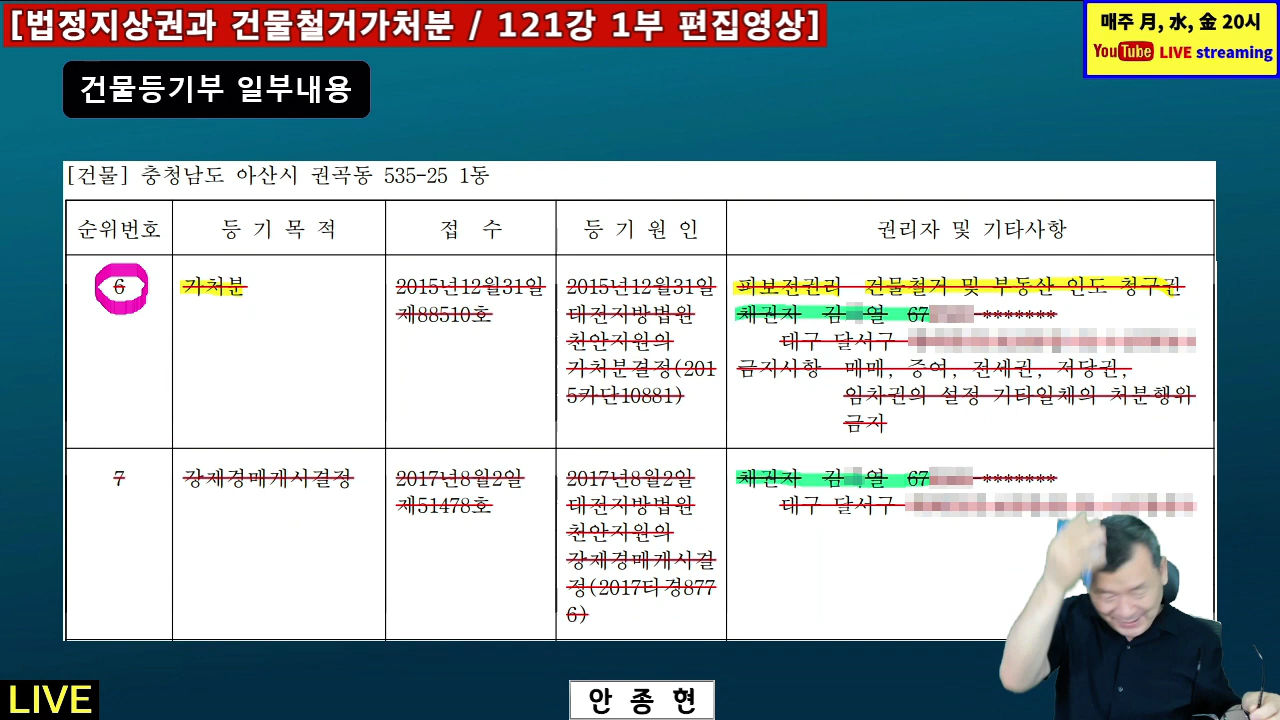 [법정지상권과 건물철거가처분 / 121강 1부 편집영상]
매주 月, 水, 金 20시
YouTube LIVE streaming
건물등기부 일부내용
[건물] 충청남도 아산시 권곡동 535-25 1동
순위번호 등 기 목 적 접 수 등 기 원 인 권리자 및 기타사항
6 가처분 2015년12월31일 2015년12월31일 피보전권리 건물철거 및 부동산 인도 청구권
제88510호 대전지방법원 채권자 김 열 67 -*******
천안지원의 대구 달서구
가처분결정(201 금지사항 매매, 증여, 전세권, 저당권,
5카단10881) 임차권의 설정 기타일체의 처분행위
금지
7 강제경매개시결정 2017년8월2일 2017년8월2일 채권자 김 열 67 -*******
제51478호 대전지방법원 대구 달서구
천안지원의
강제경매개시결
정(2017타경877
6)
LIVE
안 종 현